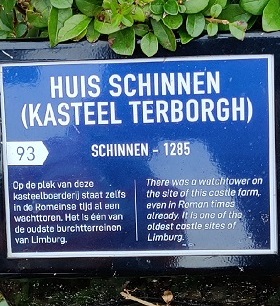 HUIS SCHINNEN
(KASTEEL TERBORGH)
93
SCHINNEN - 1285
Op de plek van deze
kasteelboerderij staat zelfs
in de Romeinse tijd al een
wachttoren. Het is één van
de oudste burchtterreinen
van Limburg.
There was a watchtower on
the site of this castle farm,
even in Roman times
already. It is one of the
oldest castle sites of
Limburg.